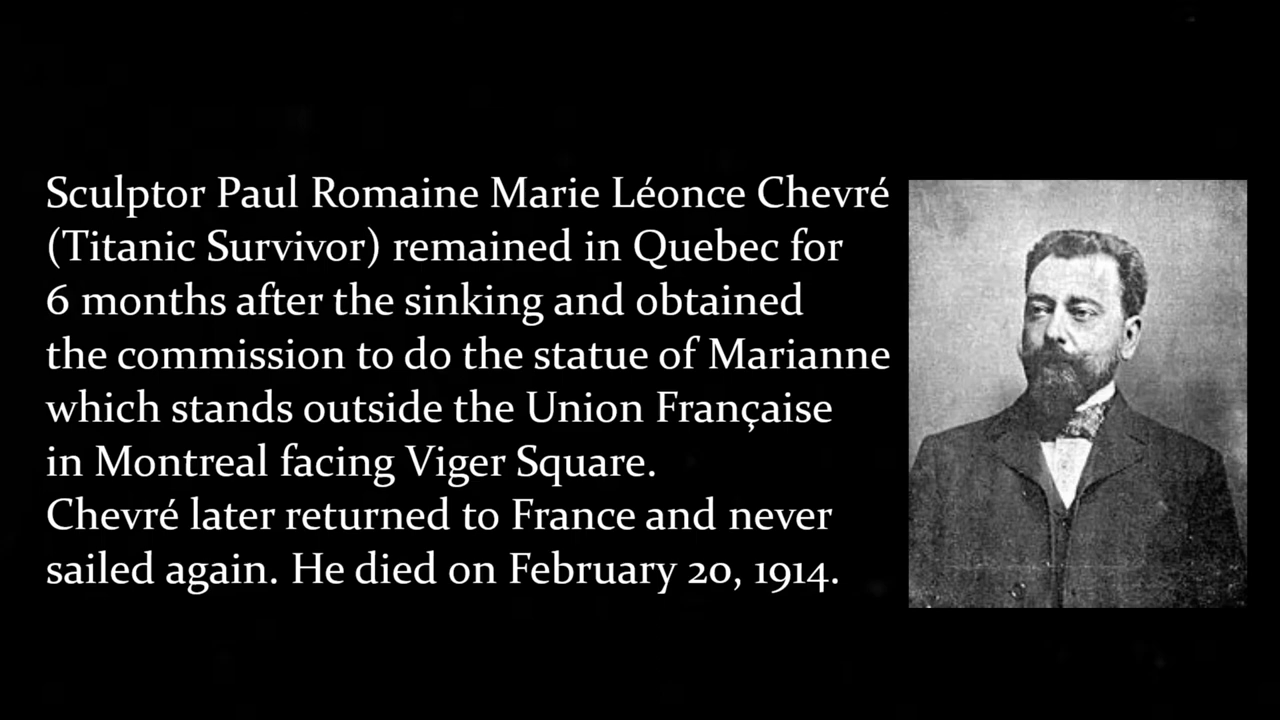 Sculptor Paul Romaine Marie Léonce Chevré
(Titanic Survivor) remained in Quebec for
6 months after the sinking and obtained
the commission to do the statue of Marianne
which stands outside the Union Française
in Montreal facing Viger Square.
Chevré later returned to France and never
sailed again. He died on February 20, 1914.